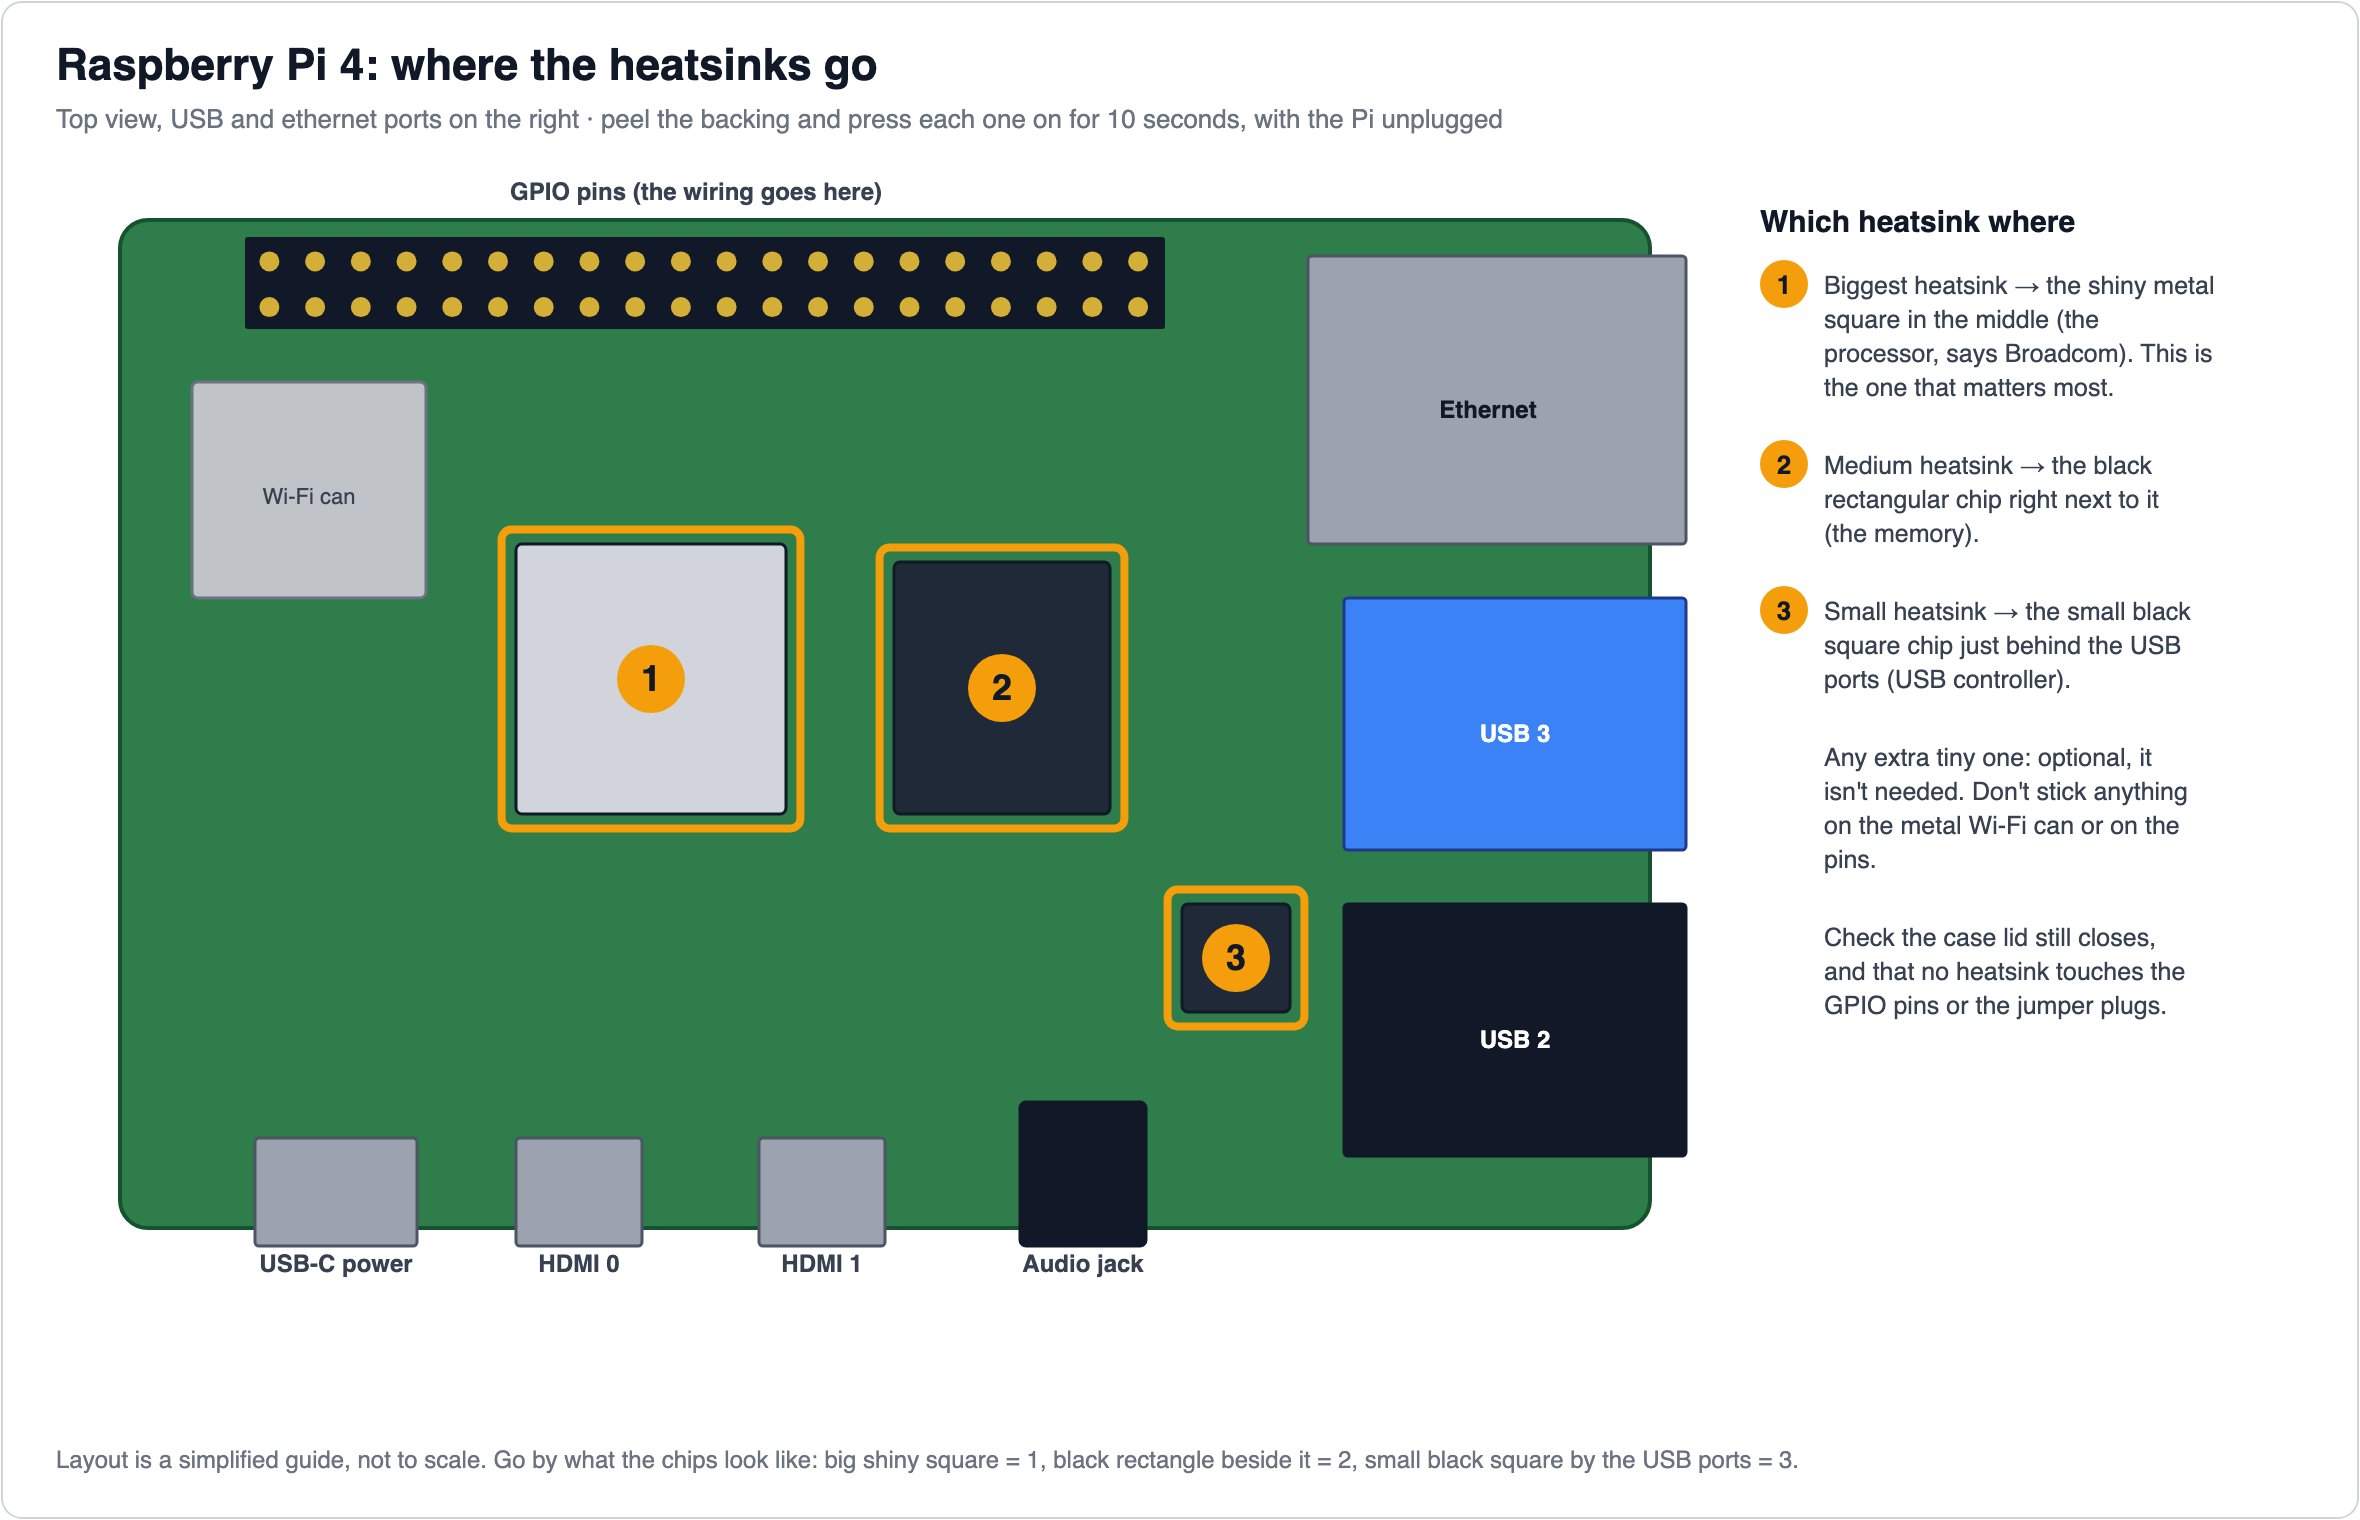 Raspberry Pi 4: where the heatsinks go
Top view, USB and ethernet ports on the right · peel the backing and press each one on for 10 seconds, with the Pi unplugged
GPIO pins (the wiring goes here)
Wi-Fi can
1
2
3
Ethernet
USB 3
USB 2
USB-C power
HDMI 0
HDMI 1
Audio jack
Which heatsink where
1
Biggest heatsink → the shiny metal
square in the middle (the
processor, says Broadcom). This is
the one that matters most.
2
Medium heatsink → the black
rectangular chip right next to it
(the memory).
3
Small heatsink → the small black
square chip just behind the USB
ports (USB controller).
Any extra tiny one: optional, it
isn't needed. Don't stick anything
on the metal Wi-Fi can or on the
pins.
Check the case lid still closes,
and that no heatsink touches the
GPIO pins or the jumper plugs.
Layout is a simplified guide, not to scale. Go by what the chips look like: big shiny square = 1, black rectangle beside it = 2, small black square by the USB ports = 3.